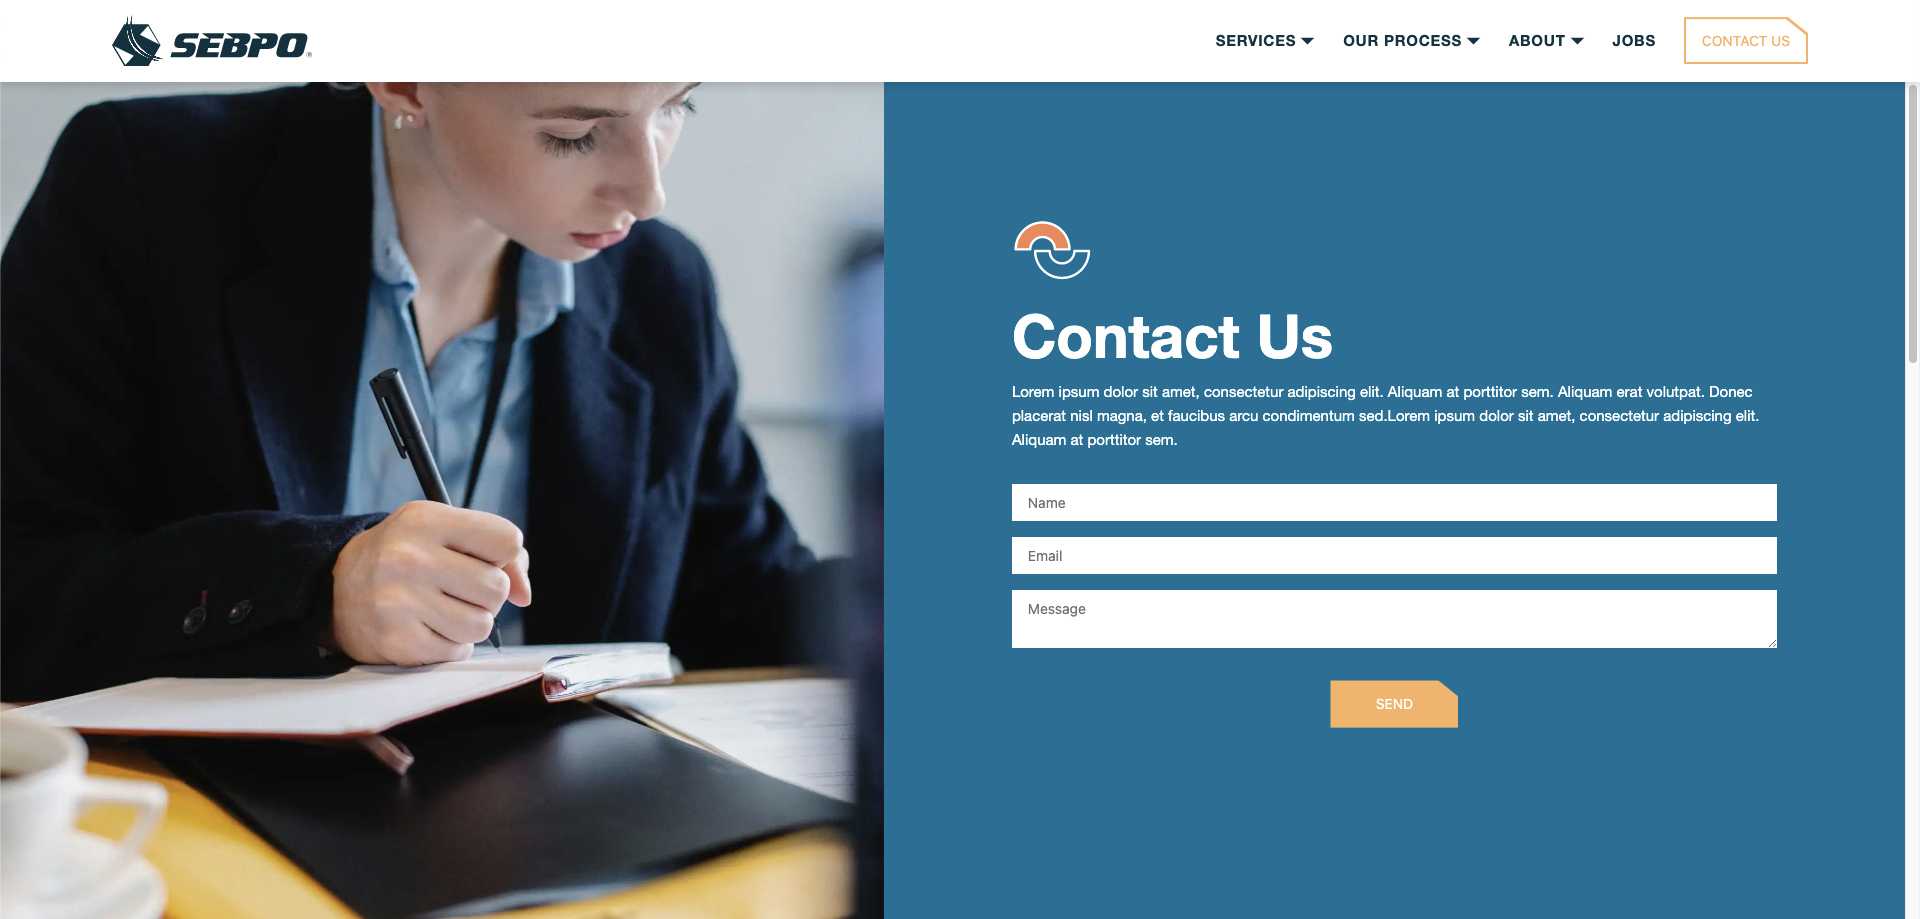 SEBPO®
SERVICES
OUR PROCESS
ABOUT
JOBS
CONTACT US
Contact Us
Lorem ipsum dolor sit amet, consectetur adipiscing elit. Aliquam at porttitor sem. Aliquam erat volutpat. Donec
placerat nisl magna, et faucibus arcu condimentum sed.Lorem ipsum dolor sit amet, consectetur adipiscing elit.
Aliquam at porttitor sem.
Name
Email
Message
SEND